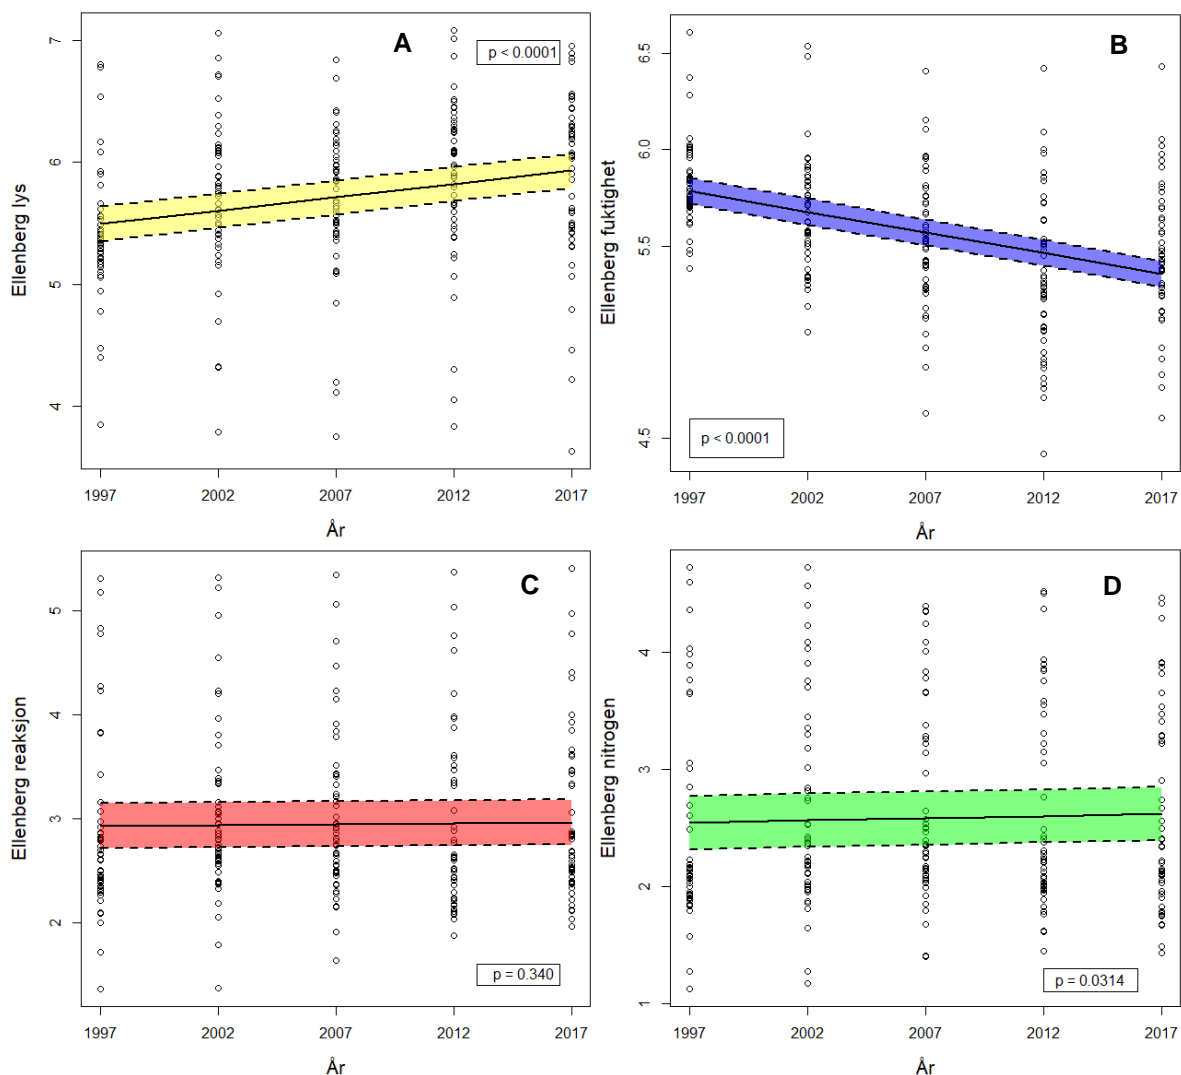 A
p < 0.0001
Ellenberg lys
7
6
5
4
1997 2002 2007 2012 2017
År
B
p < 0.0001
Ellenberg fuktighet
6.5
6.0
5.5
4.5
1997 2002 2007 2012 2017
År
C
p = 0.340
Ellenberg reaksjon
5
4
3
2
1997 2002 2007 2012 2017
År
D
p = 0.0314
Ellenberg nitrogen
4
3
2
1
1997 2002 2007 2012 2017
År